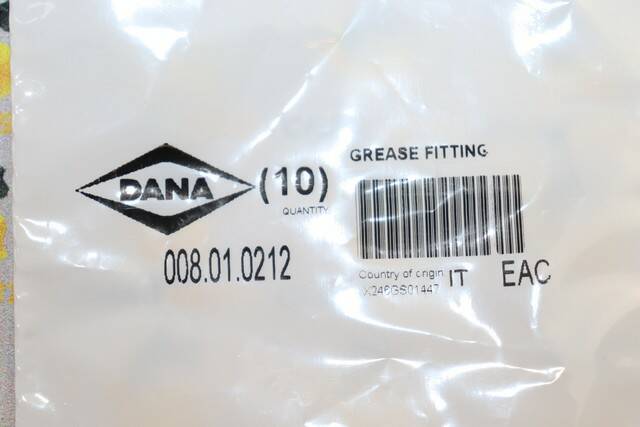 DANA
(10)
QUANTITY
008.01.0212
GREASE FITTING
Country of origin IT
EAC
X246GS01447